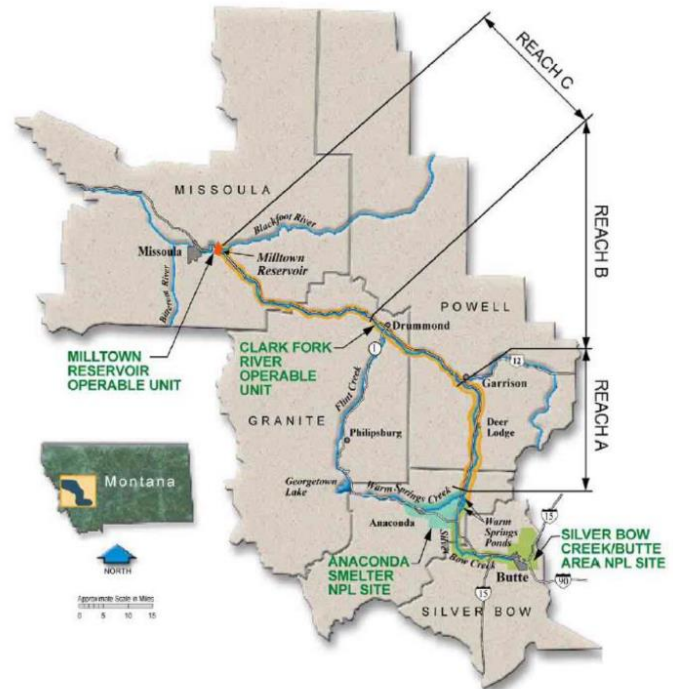 REACH C
REACH B
REACH A
MISSOULA
Blackfoot River
Missoula
Milltown
Reservoir
Bitterroot River
POWELL
MILLTOWN
RESERVOIR
OPERABLE UNIT
CLARK FORK
RIVER
OPERABLE
UNIT
Drummond
1
12
Garrison
Flint Creek
GRANITE
Deer
Lodge
Philipsburg
Montana
Georgetown
Lake
Warm
Springs Creek
Anaconda
Warm
Springs
Ponds
15
NORTH
ANACONDA
SMELTER
NPL SITE
Silver
Bow Creek
SILVER BOW
CREEK/BUTTE
AREA NPL SITE
Butte
90
15
SILVER BOW
Approximate Scale in Miles
0 5 10 15